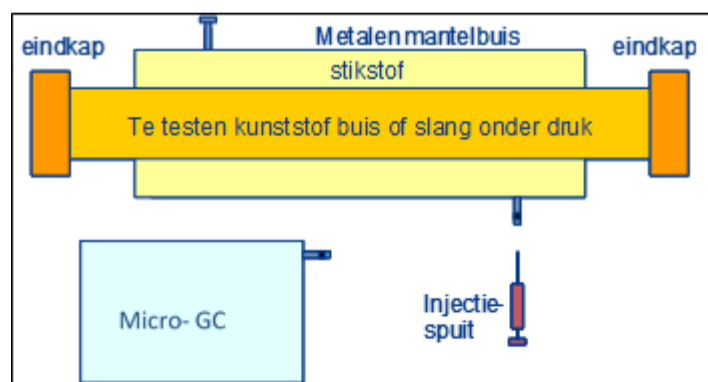 Metalen mantelbuis
eindkap
eindkap
stikstof
Te testen kunststof buis of slang onder druk
Injectie-
spuit
Micro- GC